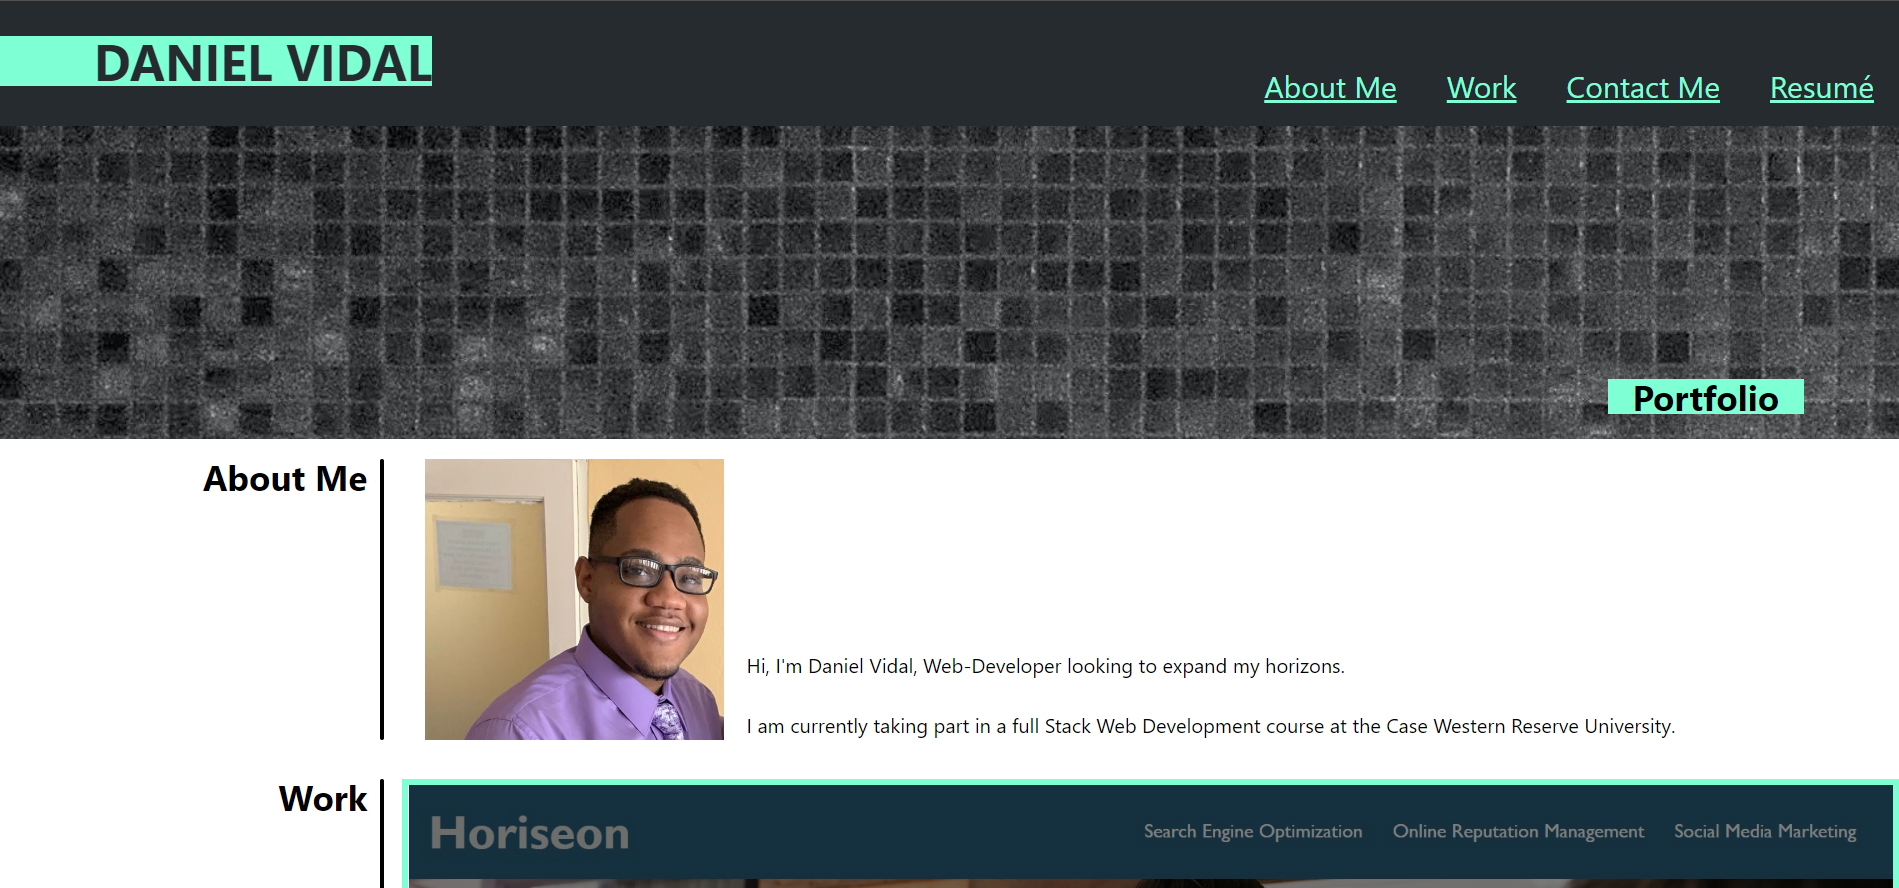 DANIEL VIDAL
About Me Work Contact Me Resumé
Portfolio
About Me
Hi, I'm Daniel Vidal, Web-Developer looking to expand my horizons.
I am currently taking part in a full Stack Web Development course at the Case Western Reserve University.
Work
Horiseon
Search Engine Optimization Online Reputation Management Social Media Marketing